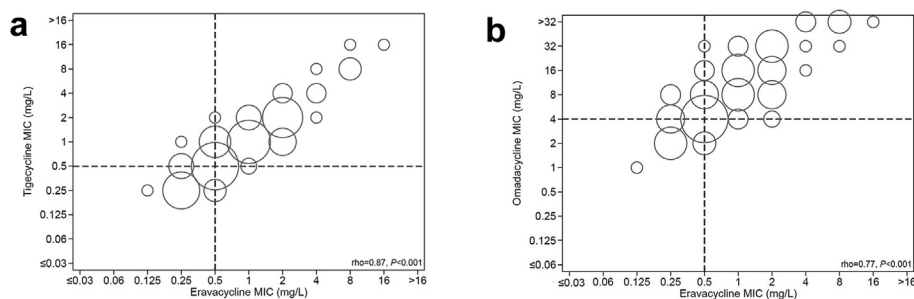 a
>16
16
8
4
2
1
0.5
0.25
0.125
0.06
≤0.03
Tigecycline MIC (mg/L)
≤0.03 0.06 0.125 0.25 0.5 1 2 4 8 16 >16
Eravacycline MIC (mg/L)
rho=0.87, P<0.001
b
>32
32
16
8
4
2
1
0.5
0.25
0.125
≤0.06
Omadacycline MIC (mg/L)
≤0.03 0.06 0.125 0.25 0.5 1 2 4 8 16 >16
Eravacycline MIC (mg/L)
rho=0.77, P<0.001